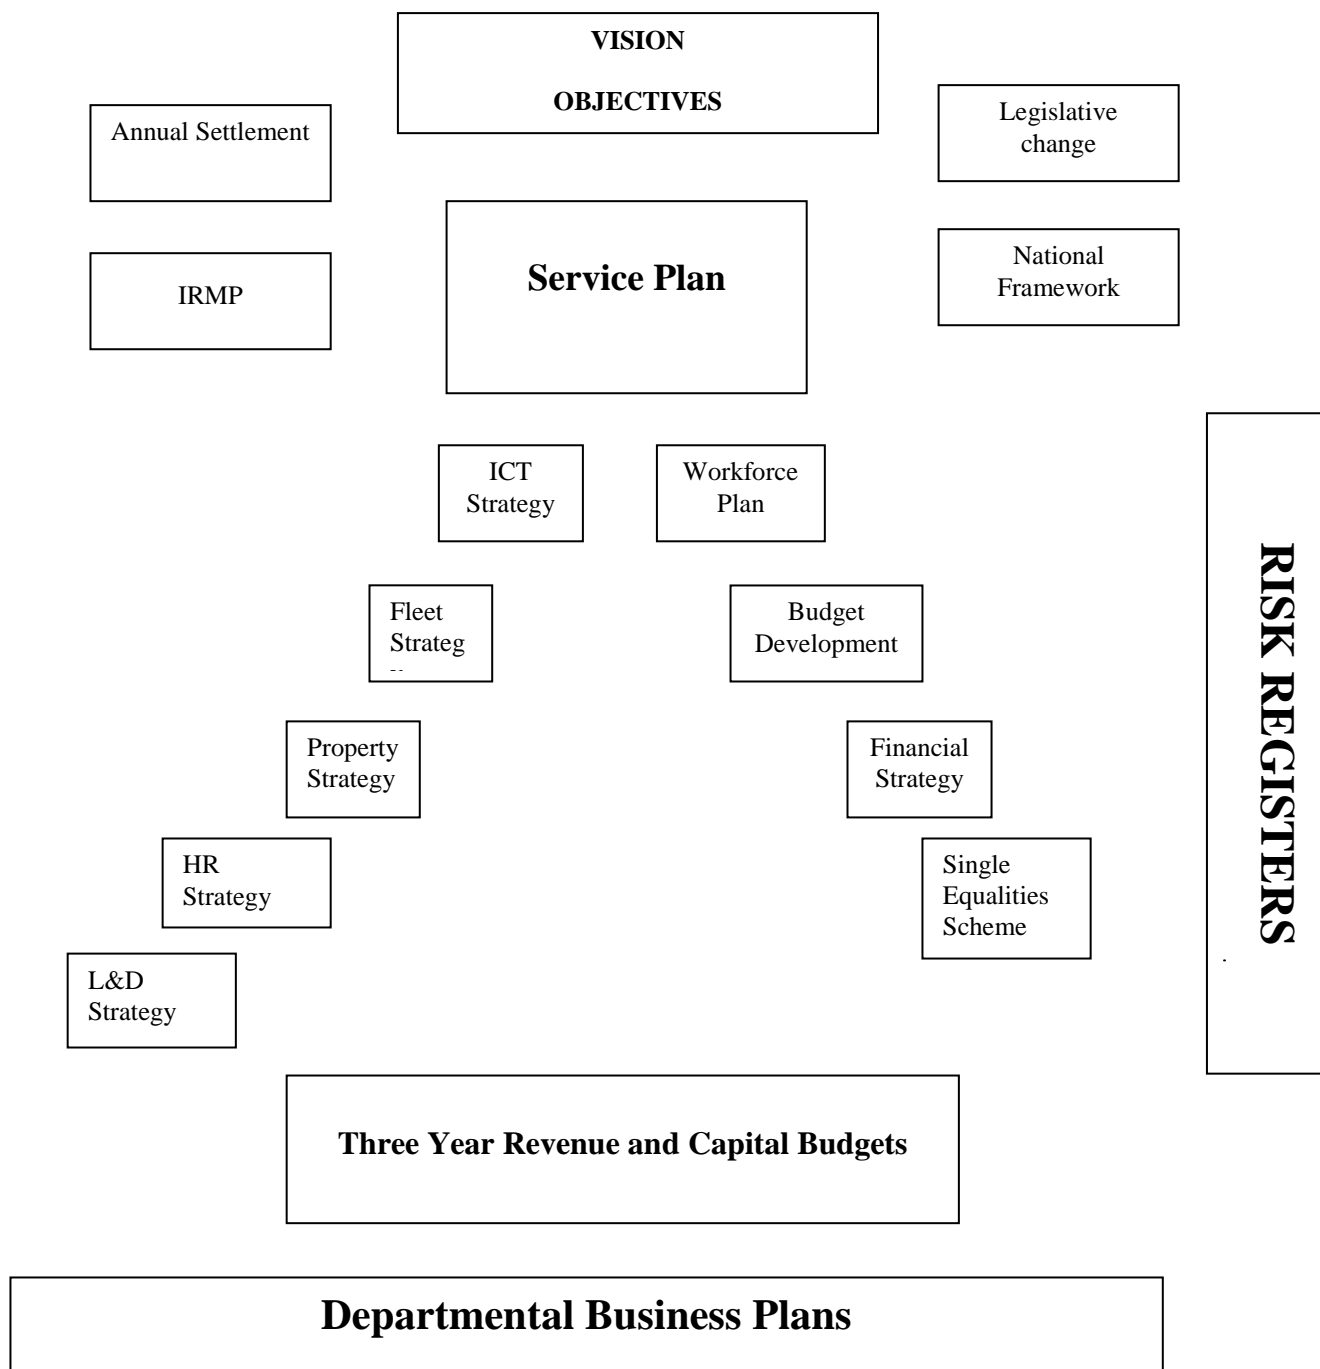 VISION
OBJECTIVES
Annual Settlement
Legislative
change
IRMP
Service Plan
National
Framework
ICT
Strategy
Workforce
Plan
Fleet
Strateg
Budget
Development
Property
Strategy
Financial
Strategy
HR
Strategy
Single
Equalities
Scheme
L&D
Strategy
RISK REGISTERS
Three Year Revenue and Capital Budgets
Departmental Business Plans